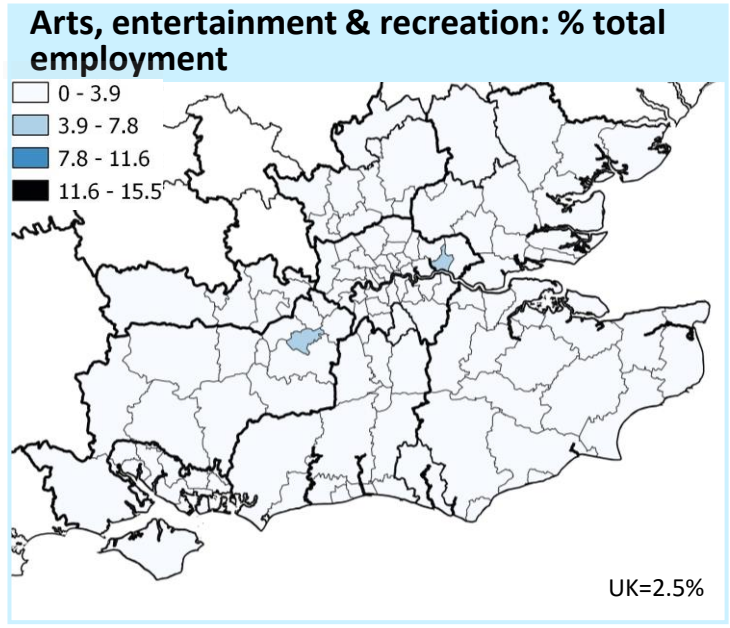 Arts, entertainment & recreation: % total
employment
0 - 3.9
3.9 - 7.8
7.8 - 11.6
11.6 - 15.5
UK=2.5%